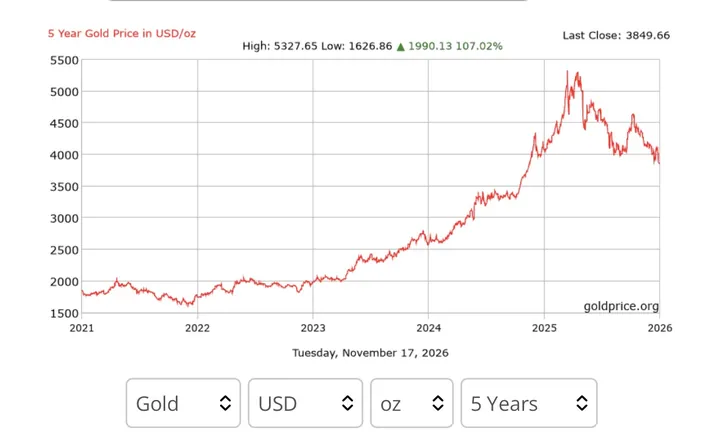 5 Year Gold Price in USD/oz
High: 5327.65 Low: 1626.86 ▲ 1990.13 107.02%
Last Close: 3849.66
5500
5000
4500
4000
3500
3000
2500
2000
1500
goldprice.org
2021 2022 2023 2024 2025 2026
Tuesday, November 17, 2026
Gold USD oz 5 Years